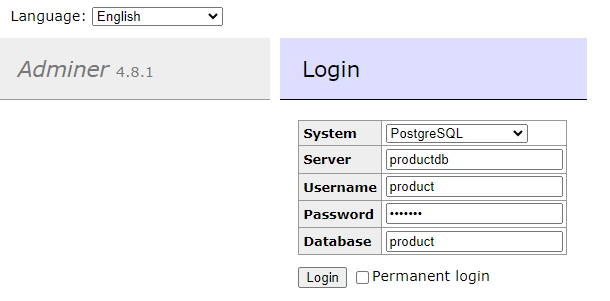 Language: English
Adminer 4.8.1
Login
System PostgreSQL
Server productdb
Username product
Password •••••••
Database product
Login Permanent login